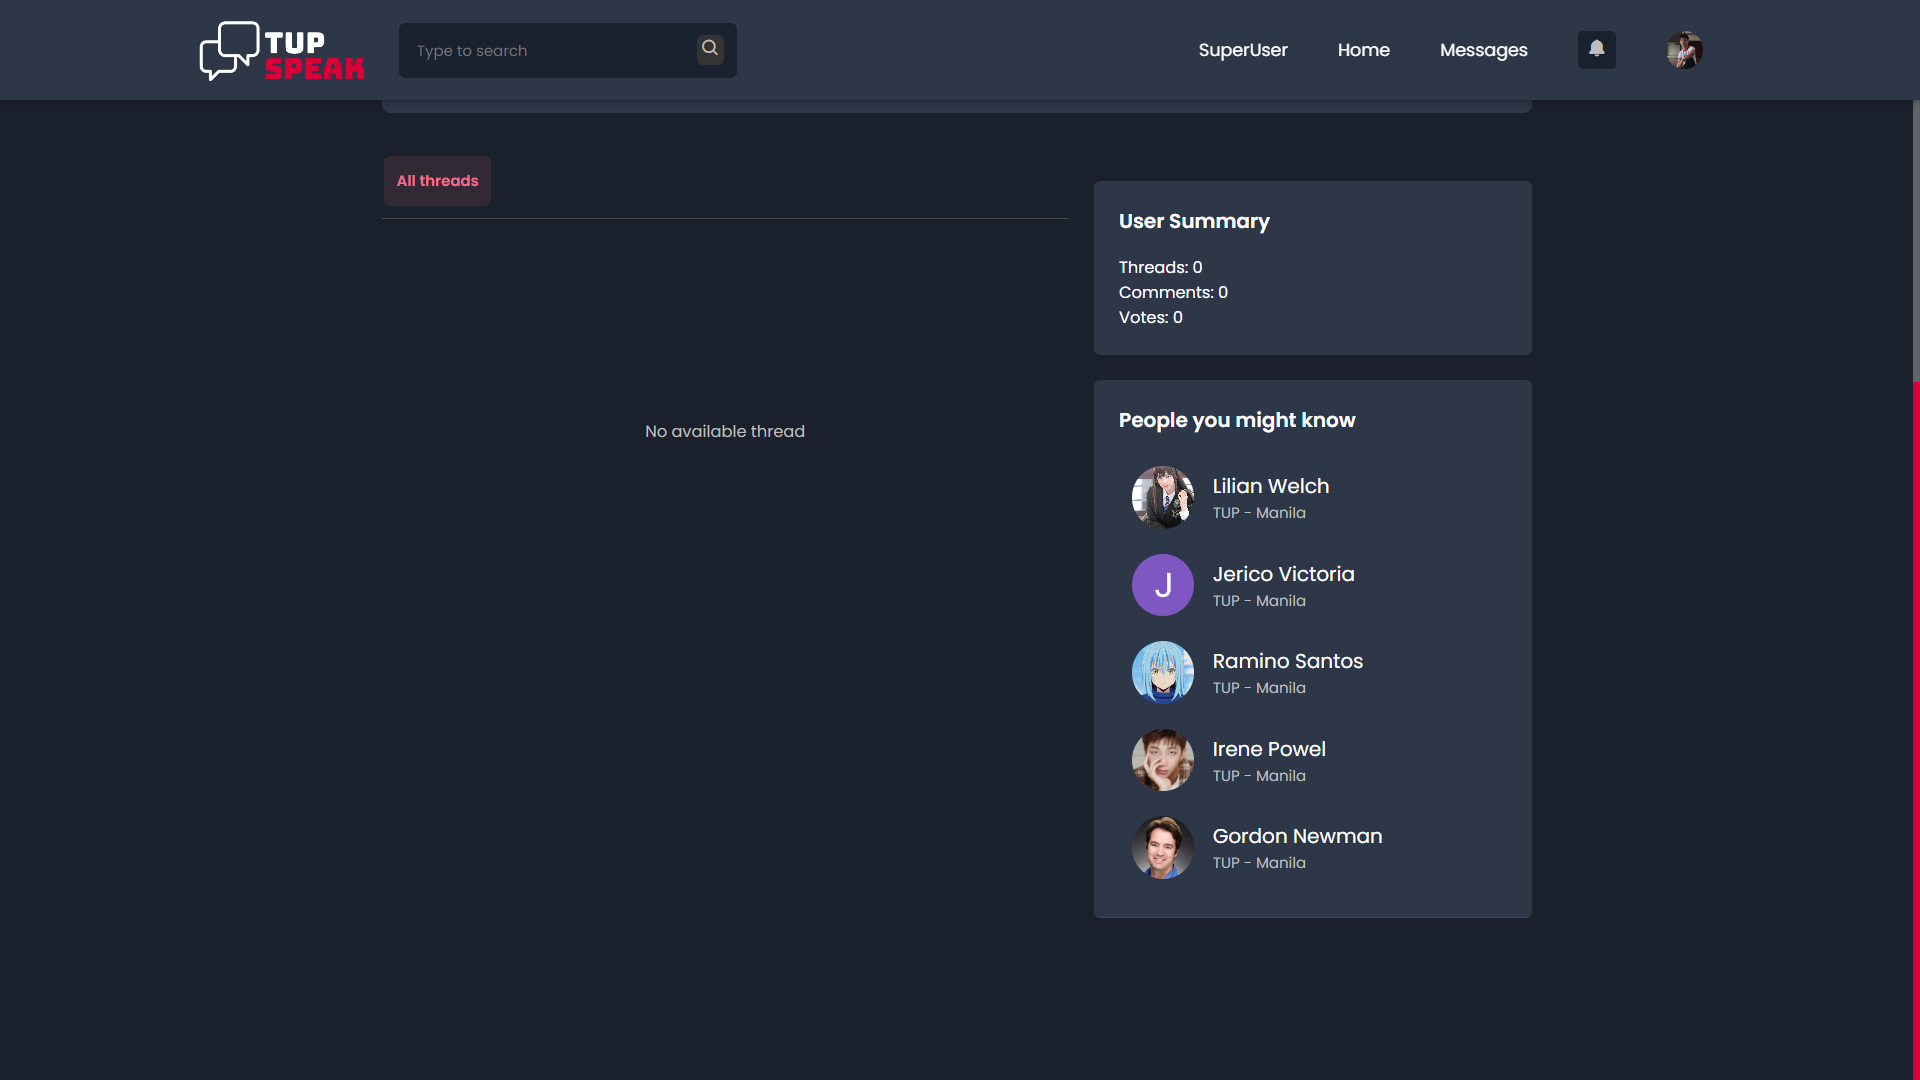 TUP
SPEAK
Type to search
SuperUser
Home
Messages
All threads
No available thread
User Summary
Threads: 0
Comments: 0
Votes: 0
People you might know
Lilian Welch
TUP - Manila
J
Jerico Victoria
TUP - Manila
Ramino Santos
TUP - Manila
Irene Powel
TUP - Manila
Gordon Newman
TUP - Manila